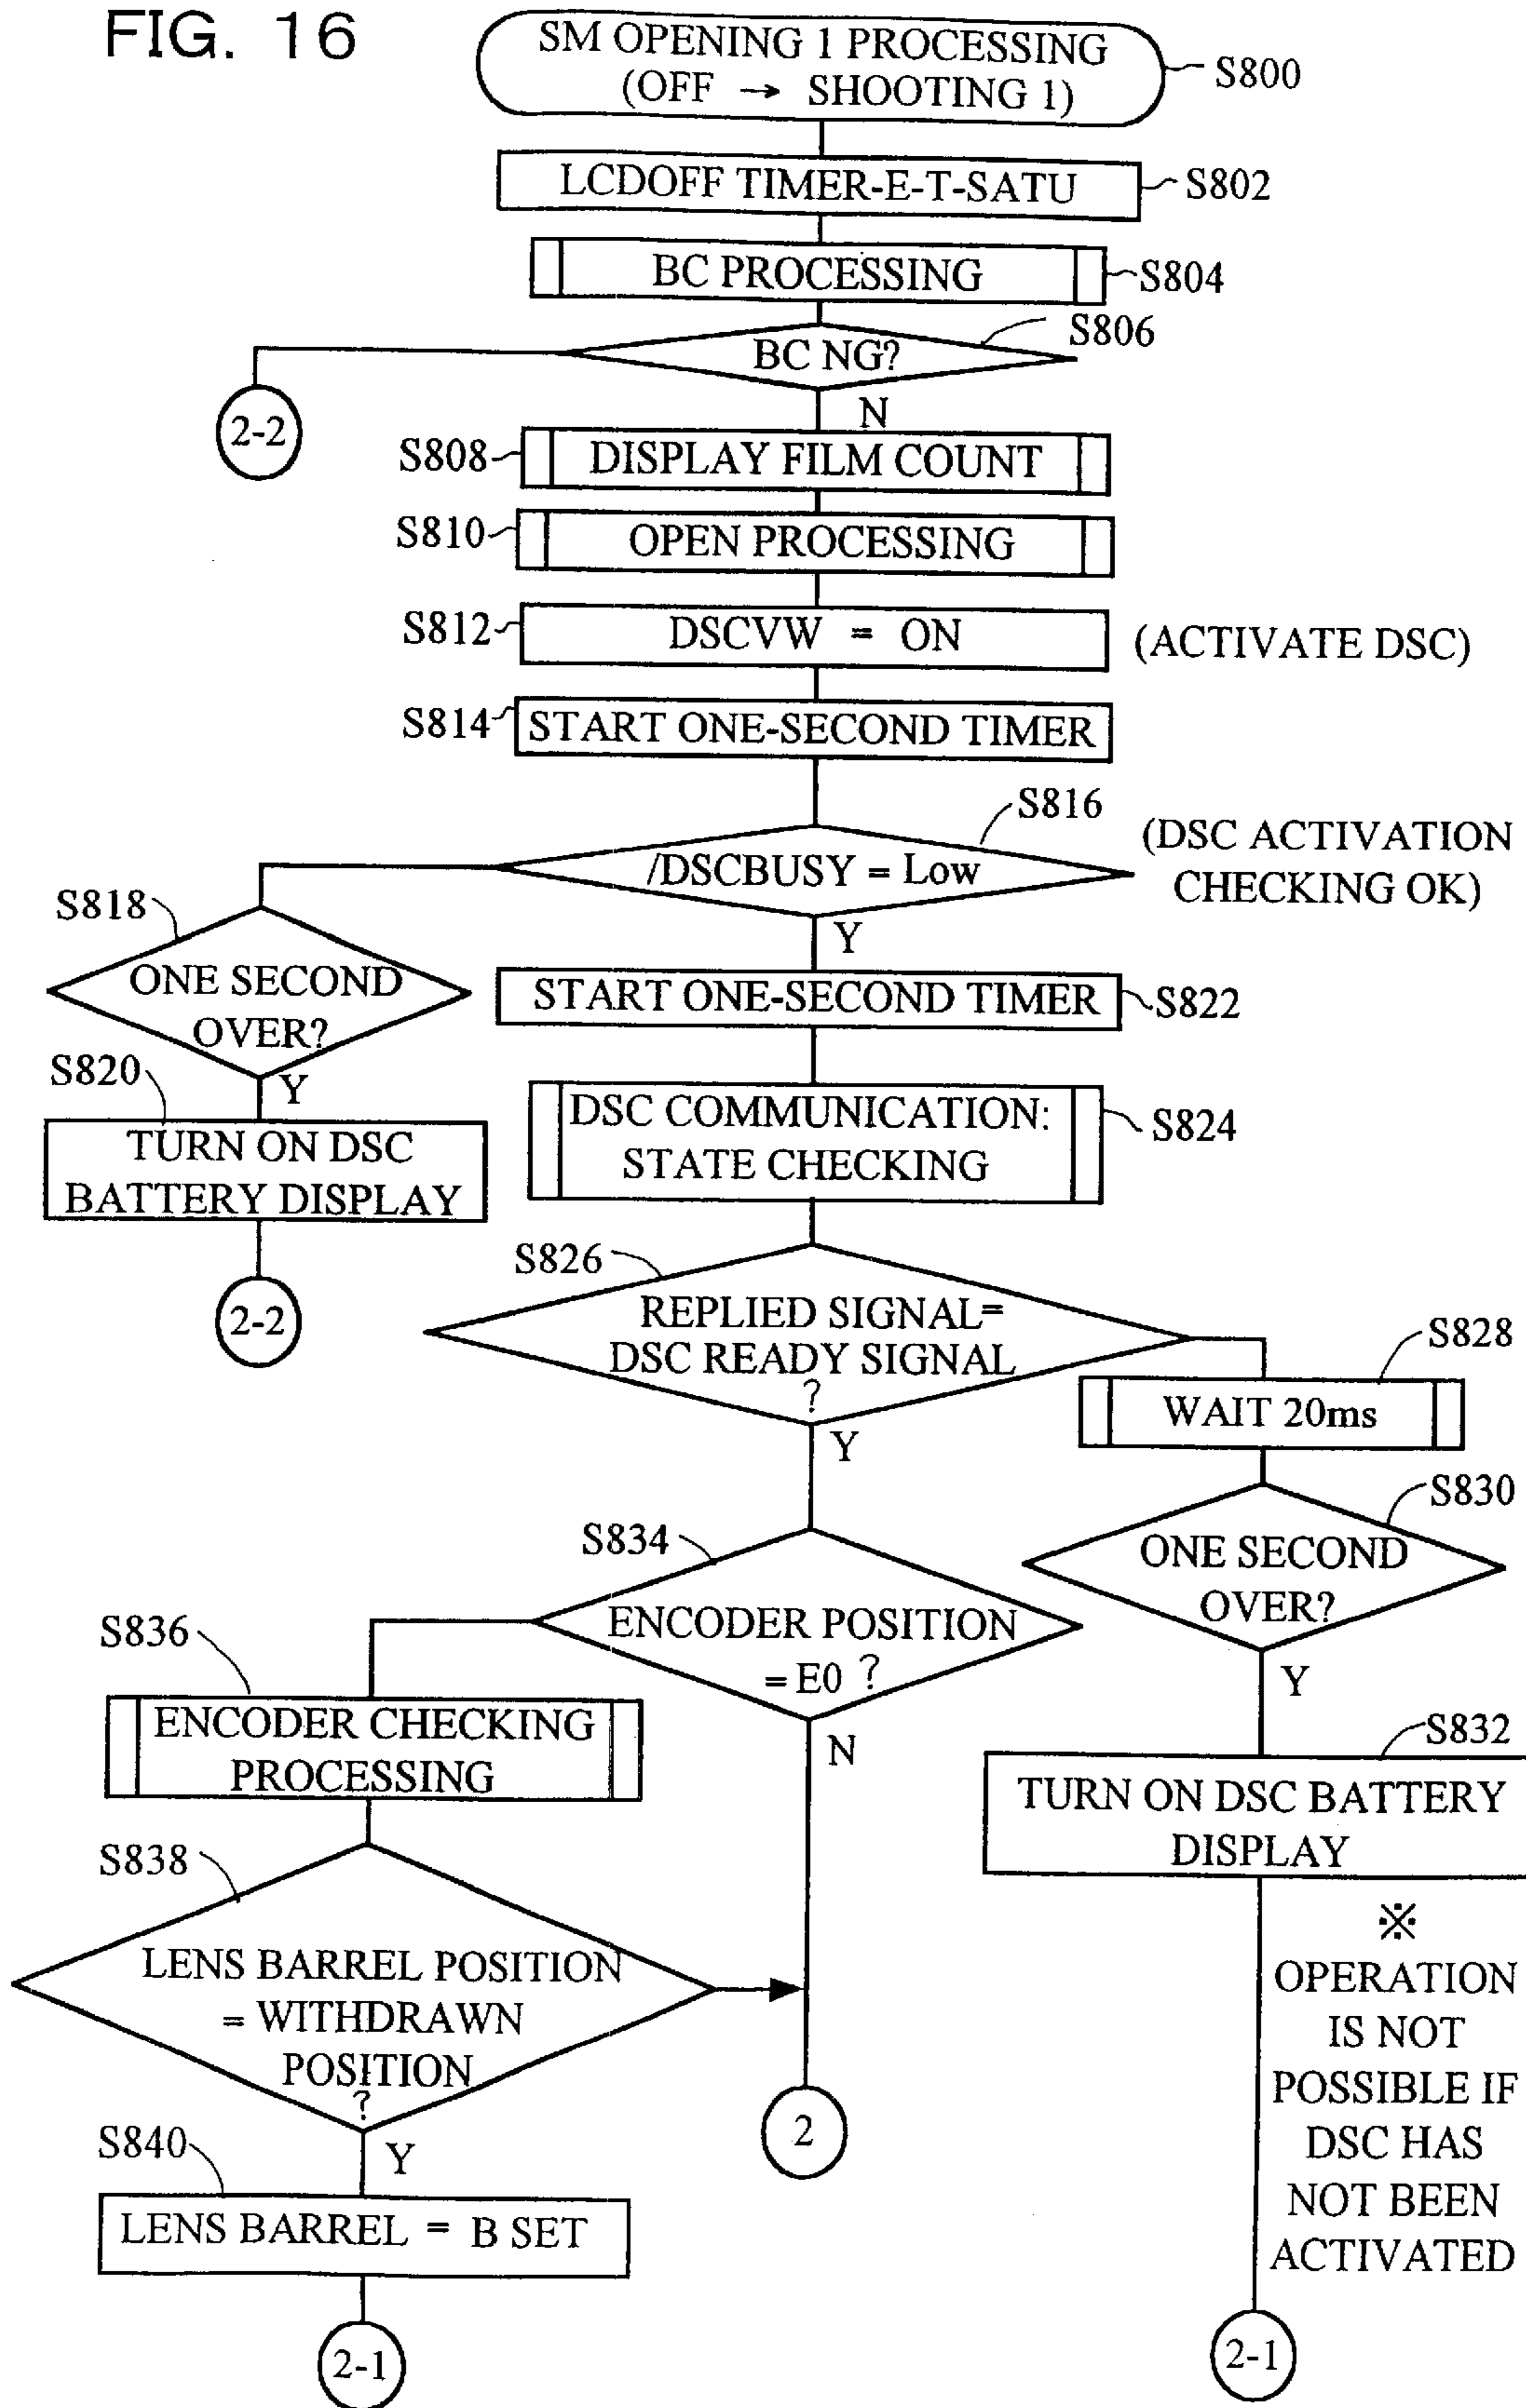 FIG. 16
SM OPENING 1 PROCESSING
(OFF → SHOOTING 1)
S800
LCDOFF TIMER-E-T-SATU
S802
BC PROCESSING
S804
BC NG?
S806
2-2
N
S808
DISPLAY FILM COUNT
S810
OPEN PROCESSING
S812
DSCVW = ON
(ACTIVATE DSC)
S814
START ONE-SECOND TIMER
S816
/DSCBUSY = Low
(DSC ACTIVATION
CHECKING OK)
S818
ONE SECOND
OVER?
Y
Y
START ONE-SECOND TIMER
S822
S820
TURN ON DSC
BATTERY DISPLAY
2-2
DSC COMMUNICATION:
STATE CHECKING
S824
S826
REPLIED SIGNAL=
DSC READY SIGNAL
?
Y
S828
WAIT 20ms
S830
ONE SECOND
OVER?
Y
S832
TURN ON DSC BATTERY
DISPLAY
※
OPERATION
IS NOT
POSSIBLE IF
DSC HAS
NOT BEEN
ACTIVATED
2-1
S834
ENCODER POSITION
= E0 ?
N
S836
ENCODER CHECKING
PROCESSING
S838
LENS BARREL POSITION
= WITHDRAWN
POSITION
?
Y
2
S840
LENS BARREL = B SET
2-1